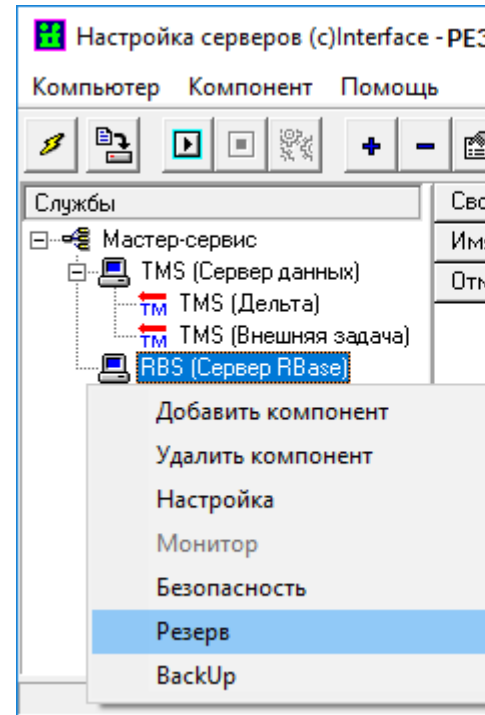 Настройка серверов (c)Interface - РЕЗ
Компьютер Компонент Помощь
Службы
Сво
Мастер-сервис
Имя
TMS (Сервер данных)
Отм
TMS (Дельта)
TMS (Внешняя задача)
RBS (Сервер RBase)
Добавить компонент
Удалить компонент
Настройка
Монитор
Безопасность
Резерв
BackUp